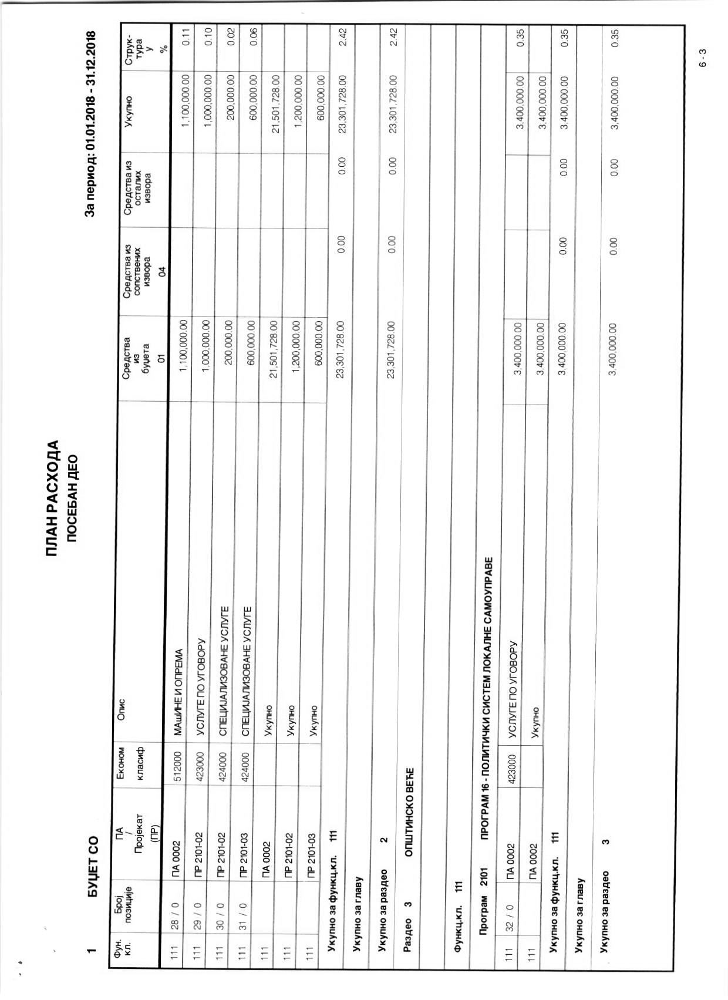 ПЛАН РАСХОДА
ПОСЕБАН ДЕО
1 БУЏЕТ СО За период: 01.01.2018 - 31.12.2018
Фун. кл. Број позиције ПА / Пројекат (ПР) Економ класиф Опис Средства из буџета 01 Средства из сопствених извора 04 Средства из осталих извора Укупно Струк- тура у %
111 28 / 0 ПА 0002 512000 МАШИНЕ И ОПРЕМА 1,100,000.00 1,100,000.00 0.11
111 29 / 0 ПР 2101-02 423000 УСЛУГЕ ПО УГОВОРУ 1,000,000.00 1,000,000.00 0.10
111 30 / 0 ПР 2101-02 424000 СПЕЦИЈАЛИЗОВАНЕ УСЛУГЕ 200,000.00 200,000.00 0.02
111 31 / 0 ПР 2101-03 424000 СПЕЦИЈАЛИЗОВАНЕ УСЛУГЕ 600,000.00 600,000.00 0.06
111 ПА 0002 Укупно 21,501,728.00 21,501,728.00
111 ПР 2101-02 Укупно 1,200,000.00 1,200,000.00
111 ПР 2101-03 Укупно 600,000.00 600,000.00
Укупно за функц.кл. 111 23,301,728.00 0.00 0.00 23,301,728.00 2.42
Укупно за главу
Укупно за раздео 2 23,301,728.00 0.00 0.00 23,301,728.00 2.42
Раздео 3 ОПШТИНСКО ВЕЋЕ
Функц.кл. 111
Програм 2101 ПРОГРАМ 16 - ПОЛИТИЧКИ СИСТЕМ ЛОКАЛНЕ САМОУПРАВЕ
111 32 / 0 ПА 0002 423000 УСЛУГЕ ПО УГОВОРУ 3,400,000.00 3,400,000.00 0.35
111 ПА 0002 Укупно 3,400,000.00 3,400,000.00
Укупно за функц.кл. 111 3,400,000.00 0.00 0.00 3,400,000.00 0.35
Укупно за главу
Укупно за раздео 3 3,400,000.00 0.00 0.00 3,400,000.00 0.35
6 - 3